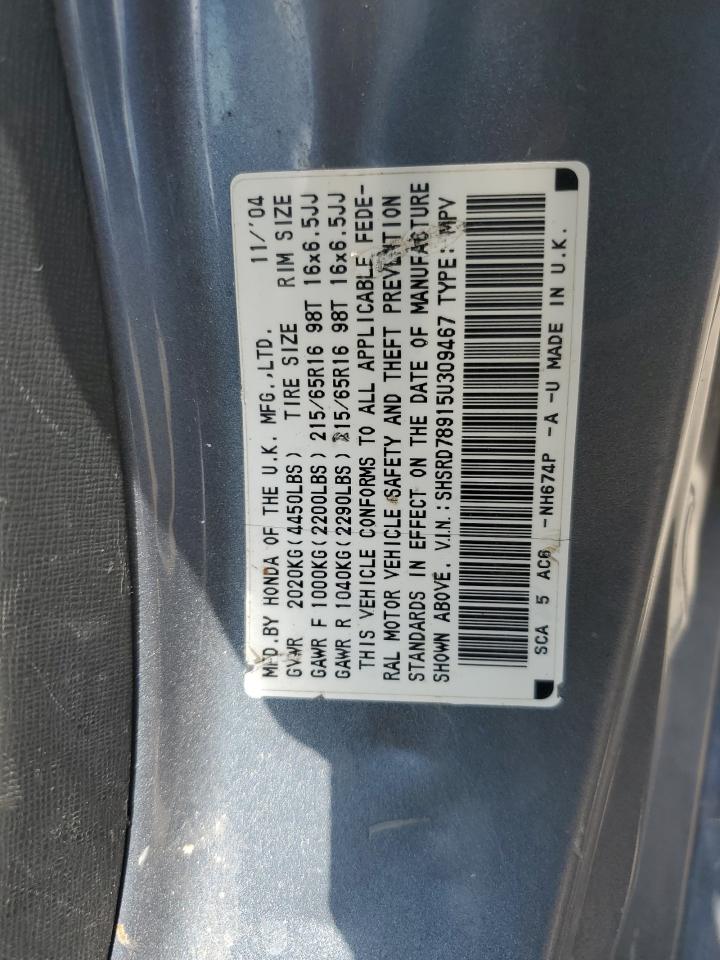 MFD.BY HONDA OF THE U.K. MFG.,LTD. 11/'04
GVWR 2020KG(4450LBS) TIRE SIZE RIM SIZE
GAWR F 1000KG(2200LBS) 215/65R16 98T 16x6.5JJ
GAWR R 1040KG(2290LBS) 215/65R16 98T 16x6.5JJ
THIS VEHICLE CONFORMS TO ALL APPLICABLE FEDE-
RAL MOTOR VEHICLE SAFETY AND THEFT PREVENTION
STANDARDS IN EFFECT ON THE DATE OF MANUFACTURE
SHOWN ABOVE. V.I.N.:SHSRD78915U309467 TYPE: MPV
SCA 5 AC6 -NH674P -A -U MADE IN U.K.